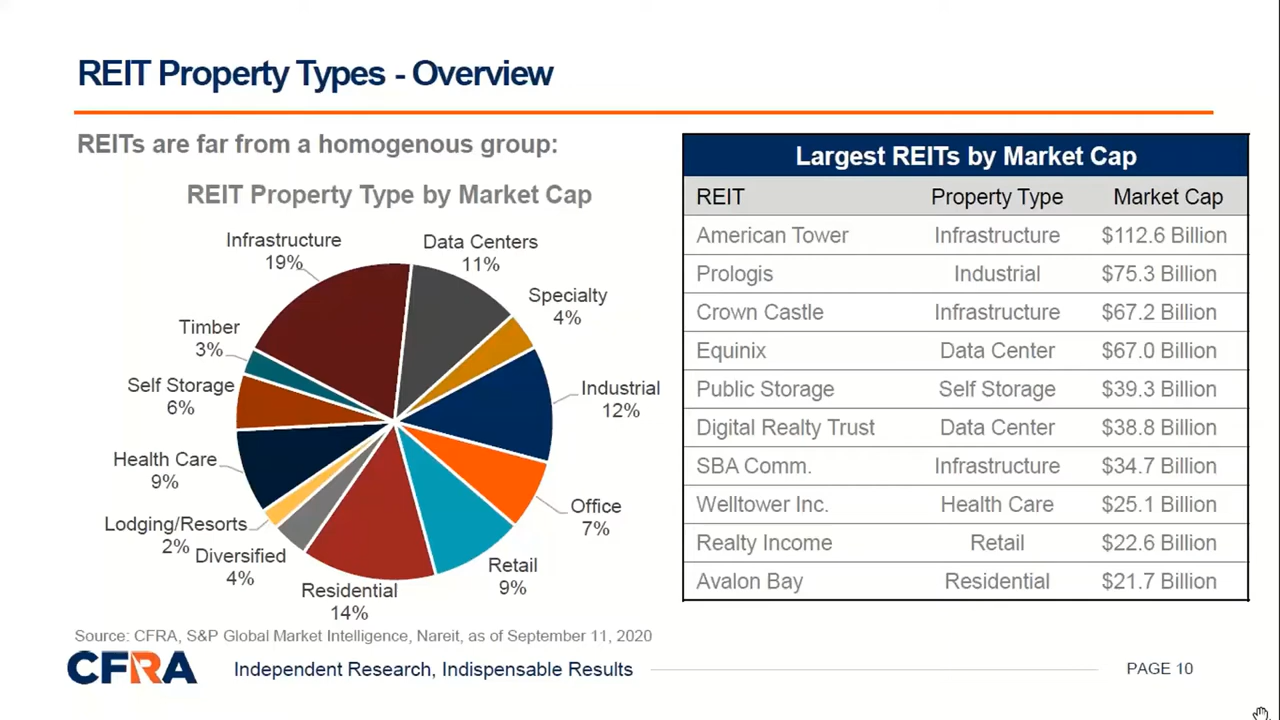 REIT Property Types - Overview
REITs are far from a homogenous group:
REIT Property Type by Market Cap
Infrastructure
19%
Data Centers
11%
Specialty
4%
Industrial
12%
Office
7%
Retail
9%
Residential
14%
Diversified
4%
Lodging/Resorts
2%
Health Care
9%
Self Storage
6%
Timber
3%
Largest REITs by Market Cap
REIT Property Type Market Cap
American Tower Infrastructure $112.6 Billion
Prologis Industrial $75.3 Billion
Crown Castle Infrastructure $67.2 Billion
Equinix Data Center $67.0 Billion
Public Storage Self Storage $39.3 Billion
Digital Realty Trust Data Center $38.8 Billion
SBA Comm. Infrastructure $34.7 Billion
Welltower Inc. Health Care $25.1 Billion
Realty Income Retail $22.6 Billion
Avalon Bay Residential $21.7 Billion
Source: CFRA, S&P Global Market Intelligence, Nareit, as of September 11, 2020
CFRA Independent Research, Indispensable Results PAGE 10